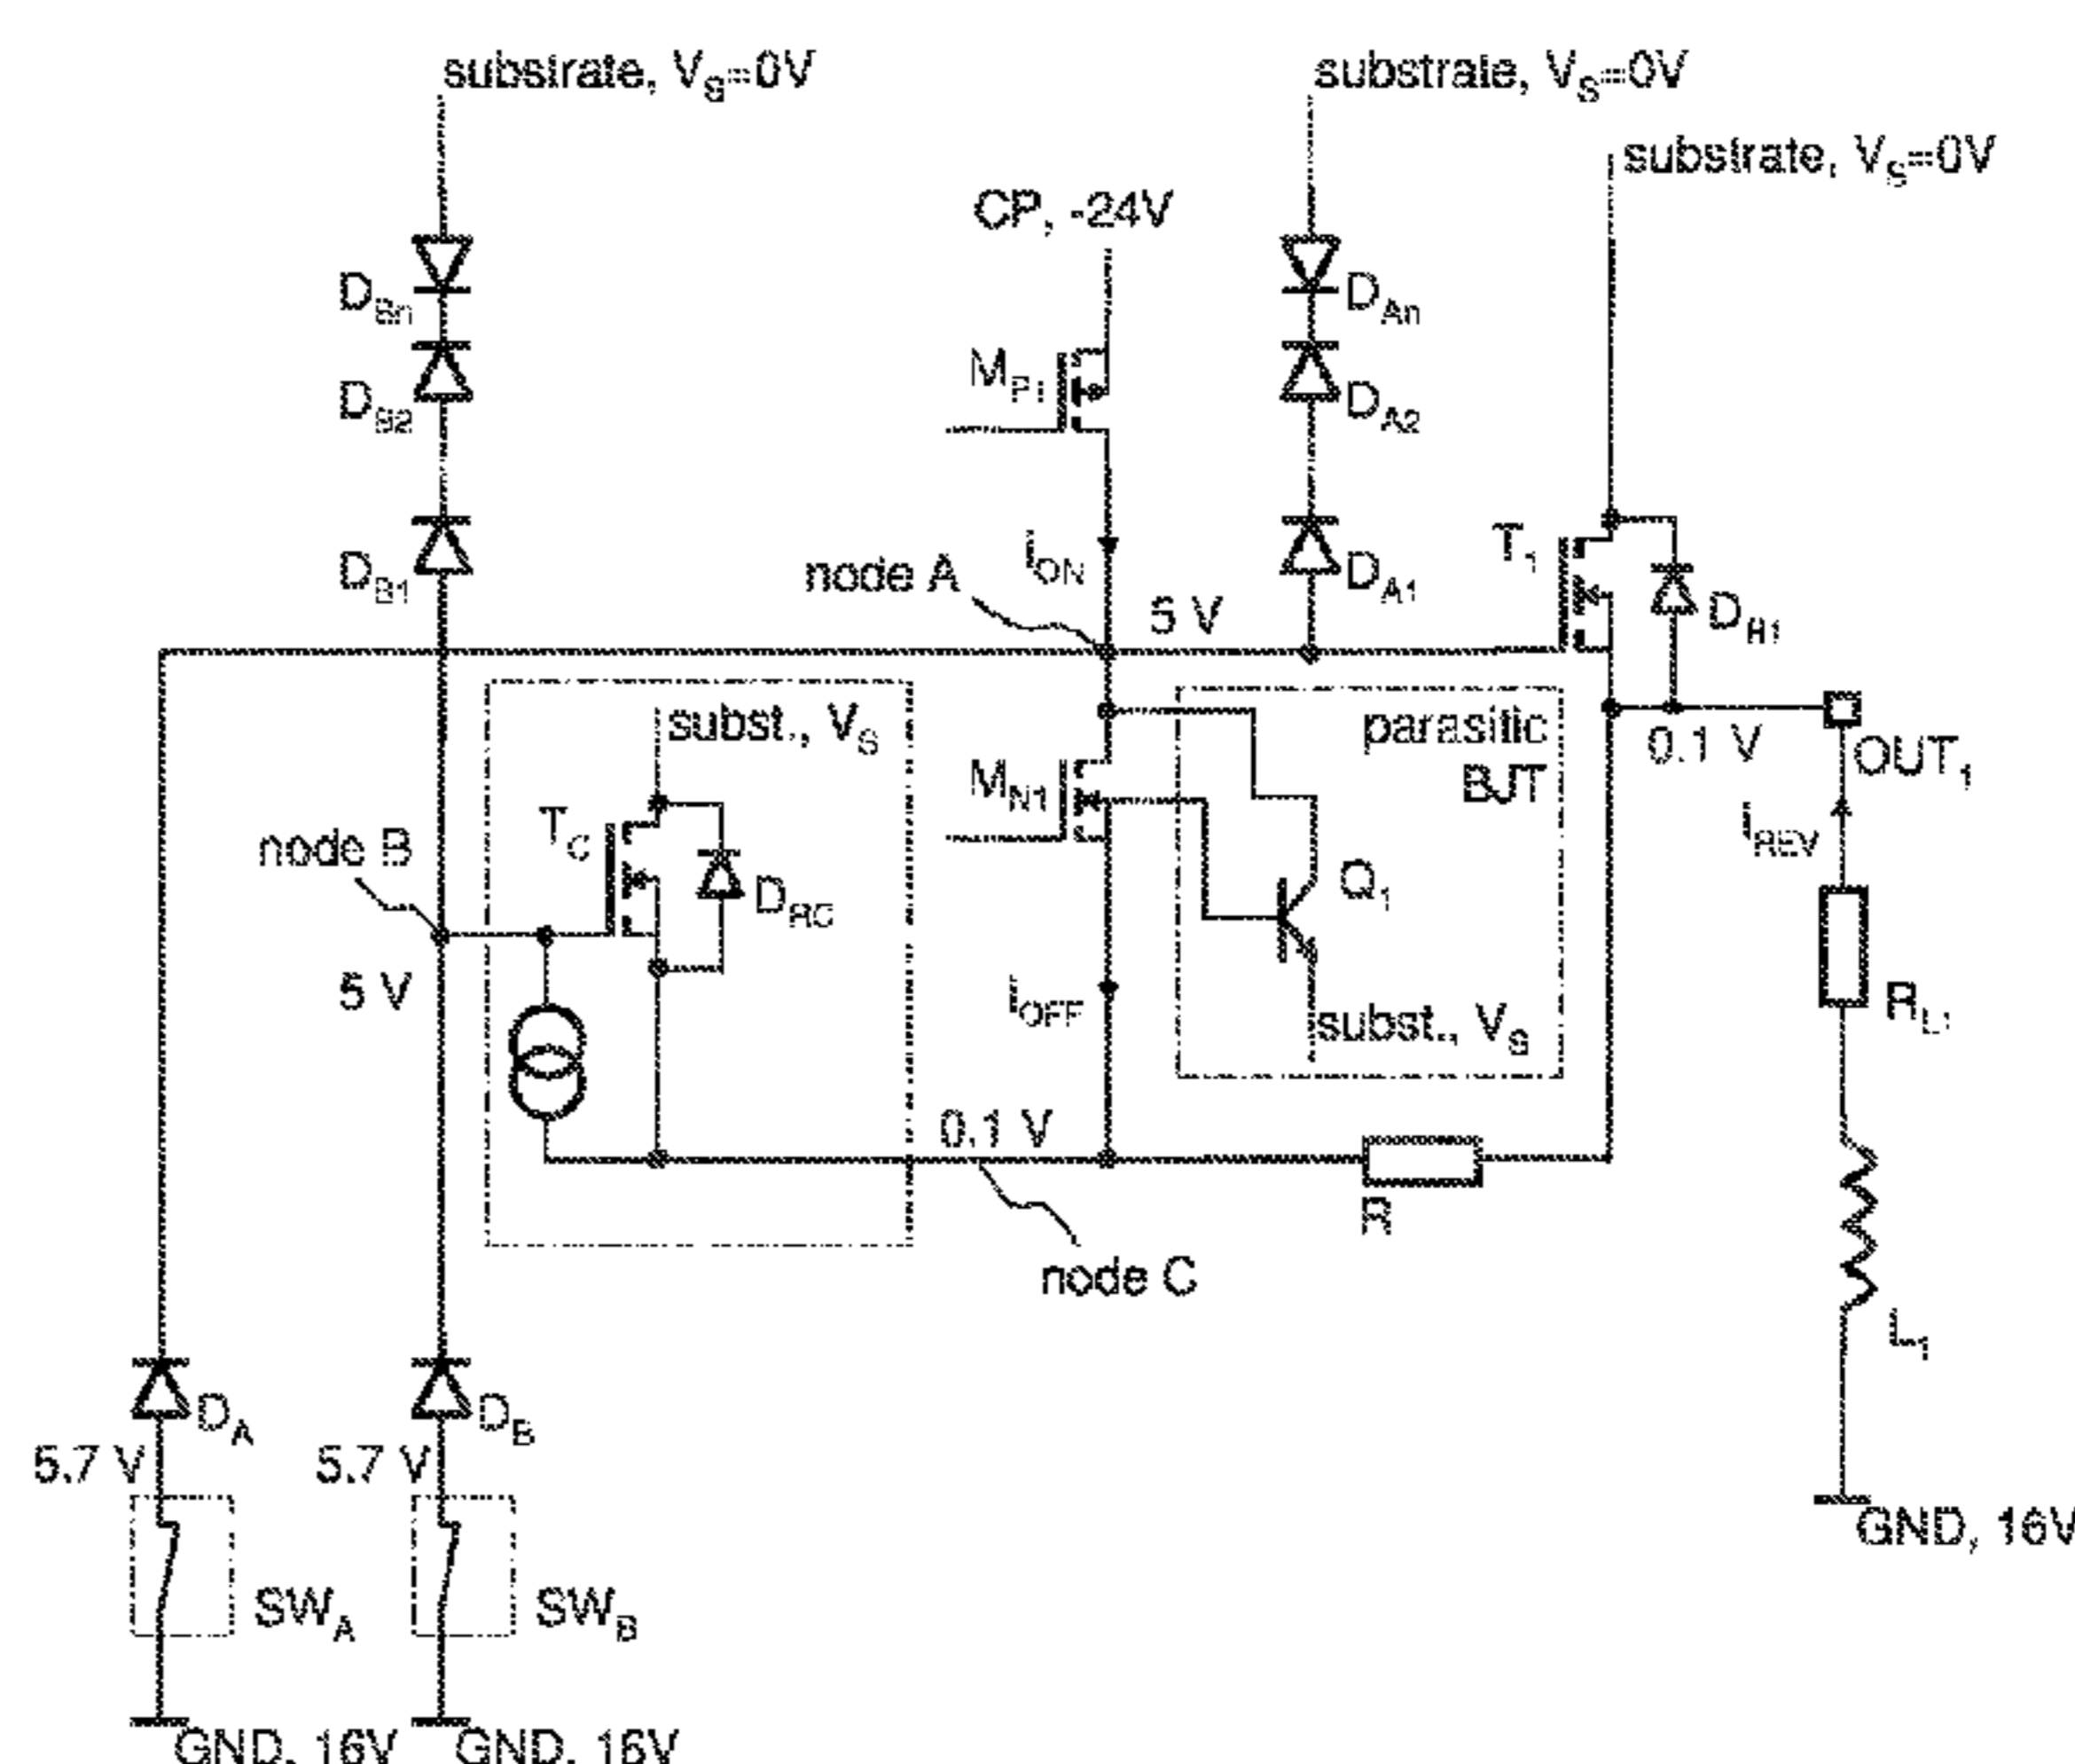 substrate, VS=0V
substrate, VS=0V
substrate, VS=0V
CP, -24V
DBn
DAn
MP1
DB2
DA2
T1
iON
DB1
node A
DA1
5 V
DR1
subst., VS
parasitic
BJT
0.1 V
OUT1
MN1
TC
node B
iREV
DRC
Q1
5 V
iOFF
subst., VS
RL1
0.1 V
R
node C
L1
DA
DB
5.7 V
5.7 V
GND, 16V
SWA
SWB
GND, 16V
GND, 16V